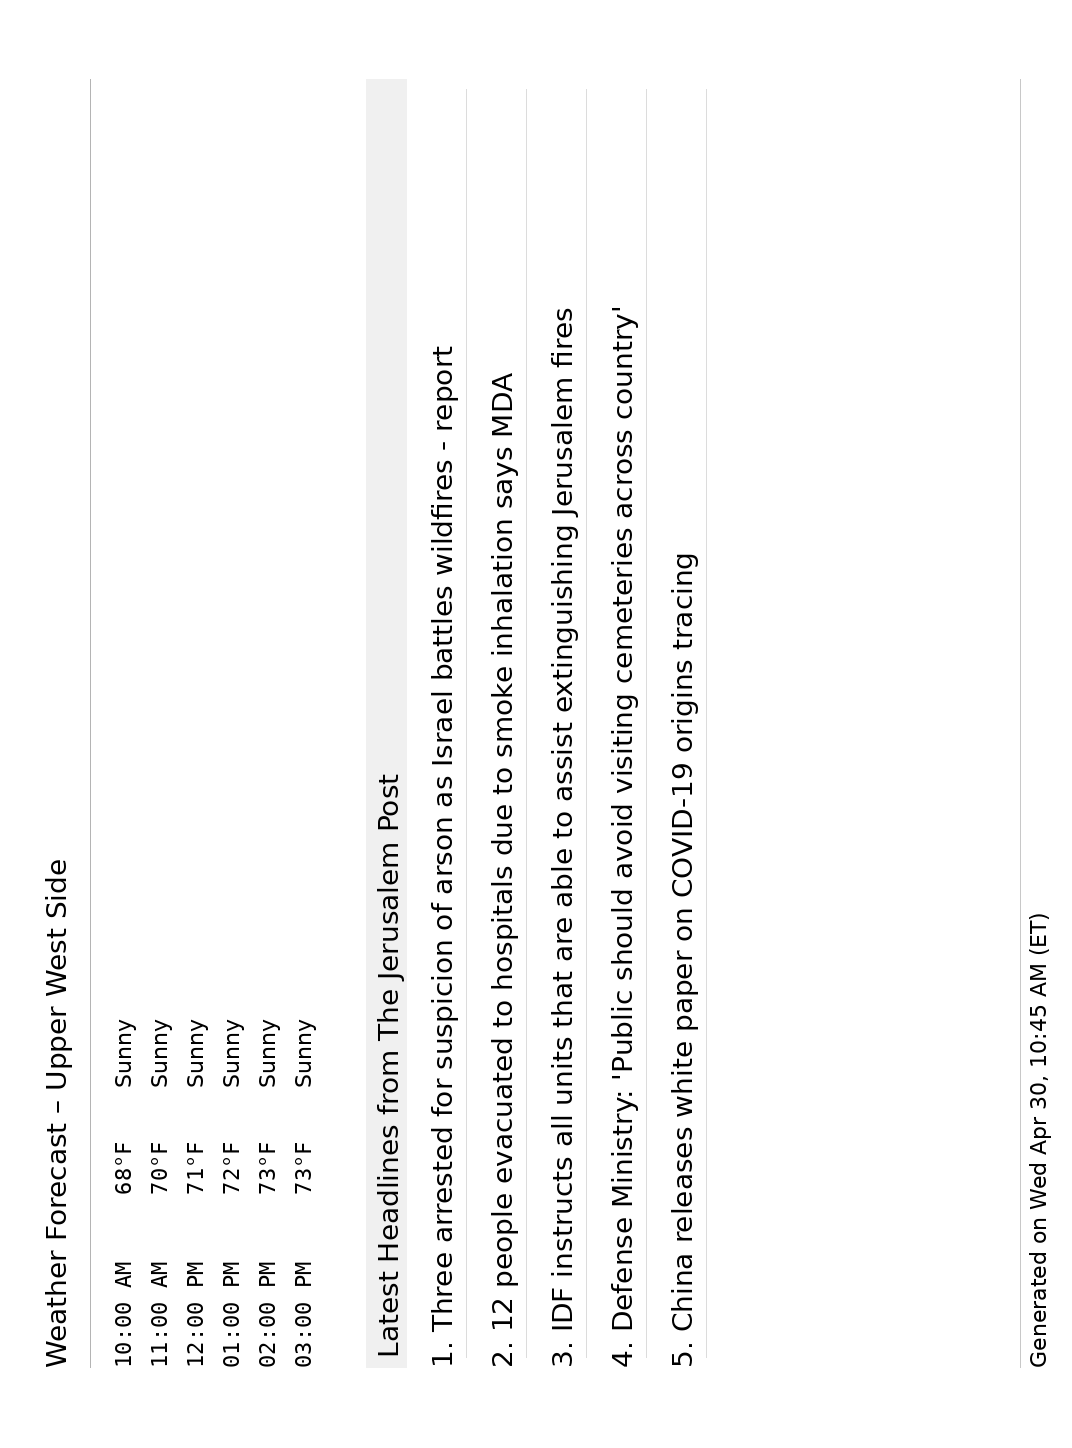 Weather Forecast – Upper West Side
10:00 AM 68°F Sunny
11:00 AM 70°F Sunny
12:00 PM 71°F Sunny
01:00 PM 72°F Sunny
02:00 PM 73°F Sunny
03:00 PM 73°F Sunny
Latest Headlines from The Jerusalem Post
1. Three arrested for suspicion of arson as Israel battles wildfires - report
2. 12 people evacuated to hospitals due to smoke inhalation says MDA
3. IDF instructs all units that are able to assist extinguishing Jerusalem fires
4. Defense Ministry: 'Public should avoid visiting cemeteries across country'
5. China releases white paper on COVID-19 origins tracing
Generated on Wed Apr 30, 10:45 AM (ET)